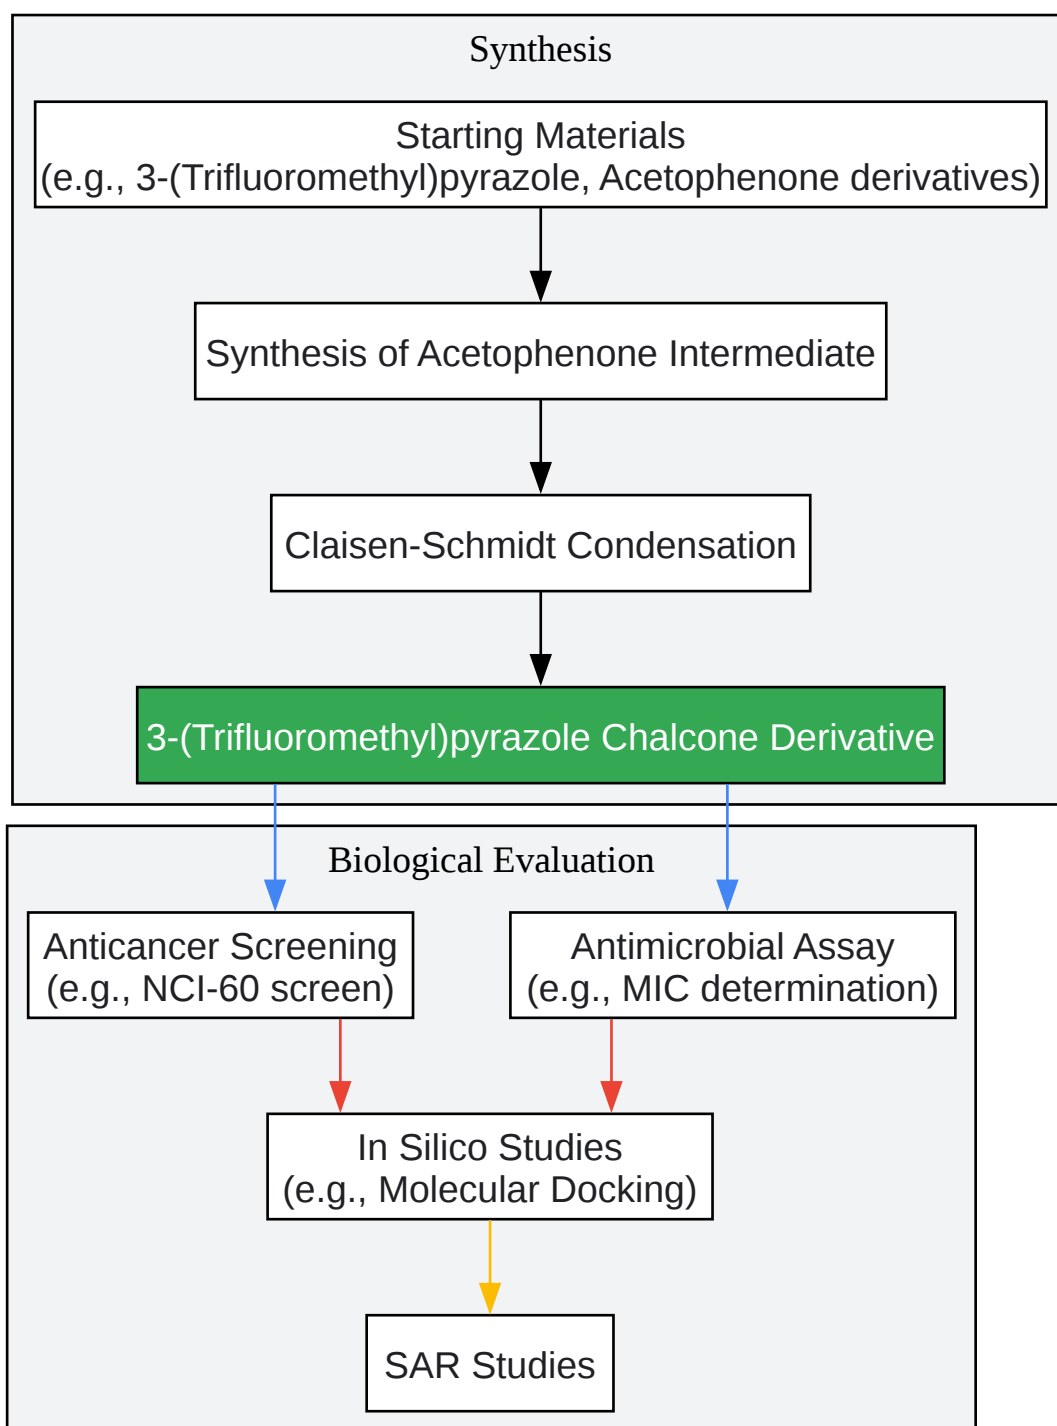 Synthesis
Starting Materials
(e.g., 3-(Trifluoromethyl)pyrazole, Acetophenone derivatives)
Synthesis of Acetophenone Intermediate
Claisen-Schmidt Condensation
3-(Trifluoromethyl)pyrazole Chalcone Derivative
Biological Evaluation
Anticancer Screening
(e.g., NCI-60 screen)
Antimicrobial Assay
(e.g., MIC determination)
In Silico Studies
(e.g., Molecular Docking)
SAR Studies